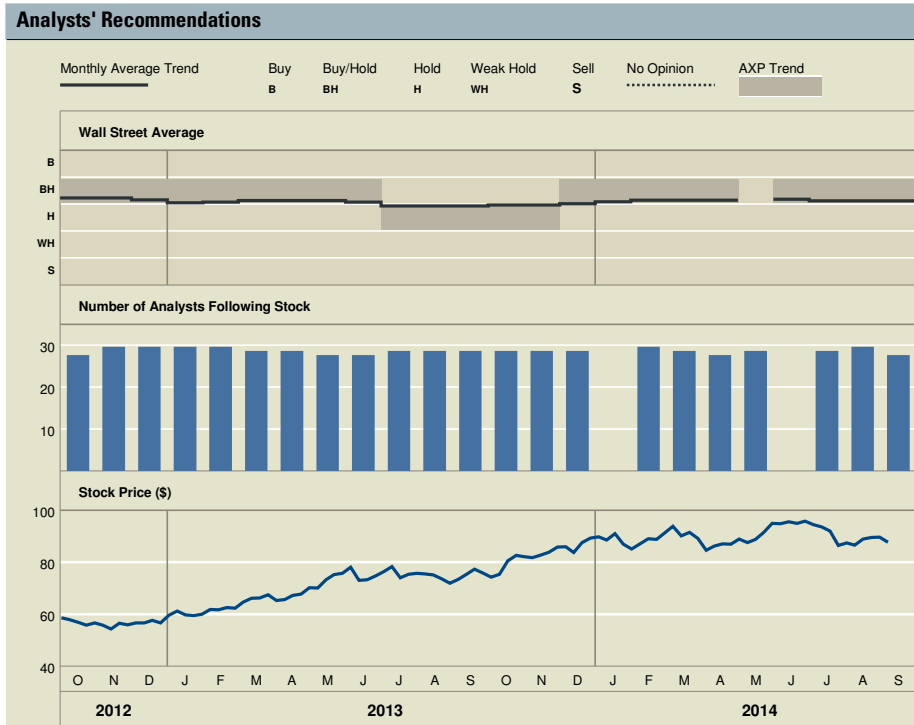 Analysts' Recommendations
Monthly Average Trend Buy Buy/Hold Hold Weak Hold Sell No Opinion AXP Trend
B BH H WH S
Wall Street Average
B
BH
H
WH
S
Number of Analysts Following Stock
30
20
10
Stock Price ($)
100
80
60
40
O N D J F M A M J J A S O N D J F M A M J J A S
2012 2013 2014